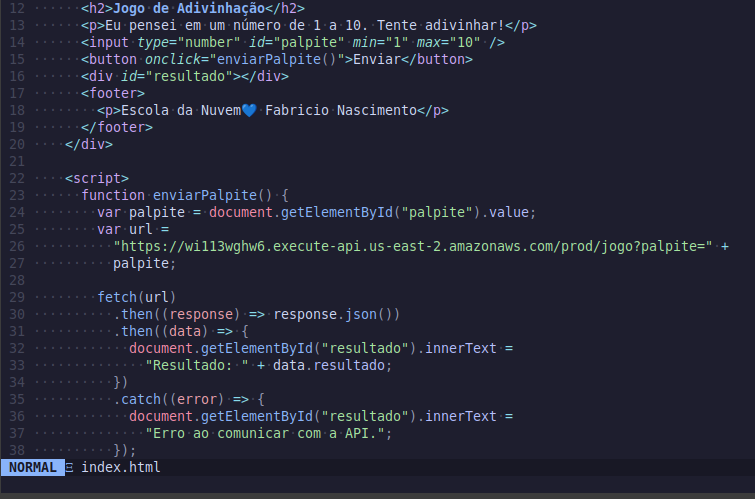 12 <h2>Jogo de Adivinhação</h2>
13 <p>Eu pensei em um número de 1 a 10. Tente adivinhar!</p>
14 <input type="number" id="palpite" min="1" max="10" />
15 <button onclick="enviarPalpite()">Enviar</button>
16 <div id="resultado"></div>
17 <footer>
18 <p>Escola da Nuvem💙 Fabricio Nascimento</p>
19 </footer>
20 </div>
21
22 <script>
23 function enviarPalpite() {
24 var palpite = document.getElementById("palpite").value;
25 var url =
26 "https://wi113wghw6.execute-api.us-east-2.amazonaws.com/prod/jogo?palpite=" +
27 palpite;
28
29 fetch(url)
30 .then((response) => response.json())
31 .then((data) => {
32 document.getElementById("resultado").innerText =
33 "Resultado: " + data.resultado;
34 })
35 .catch((error) => {
36 document.getElementById("resultado").innerText =
37 "Erro ao comunicar com a API.";
38 });
NORMAL index.html